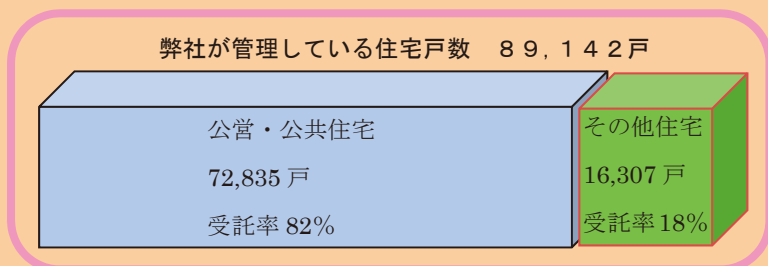 弊社が管理している住宅戸数　８９,１４２戸
公営・公共住宅
72,835 戸
受託率 82%
その他住宅
16,307 戸
受託率 18%